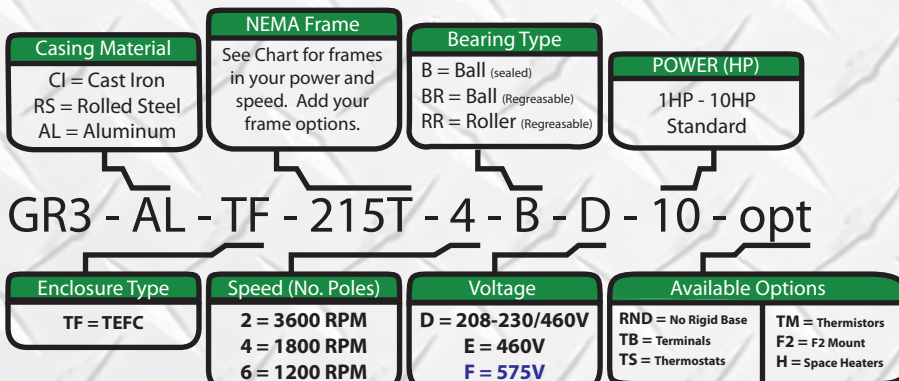 Casing Material
CI = Cast Iron
RS = Rolled Steel
AL = Aluminum
NEMA Frame
See Chart for frames
in your power and
speed. Add your
frame options.
Bearing Type
B = Ball (sealed)
BR = Ball (Regreasable)
RR = Roller (Regreasable)
POWER (HP)
1HP - 10HP
Standard
GR3 - AL - TF - 215T - 4 - B - D - 10 - opt
Enclosure Type
TF = TEFC
Speed (No. Poles)
2 = 3600 RPM
4 = 1800 RPM
6 = 1200 RPM
Voltage
D = 208-230/460V
E = 460V
F = 575V
Available Options
RND = No Rigid Base
TB = Terminals
TS = Thermostats
TM = Thermistors
F2 = F2 Mount
H = Space Heaters